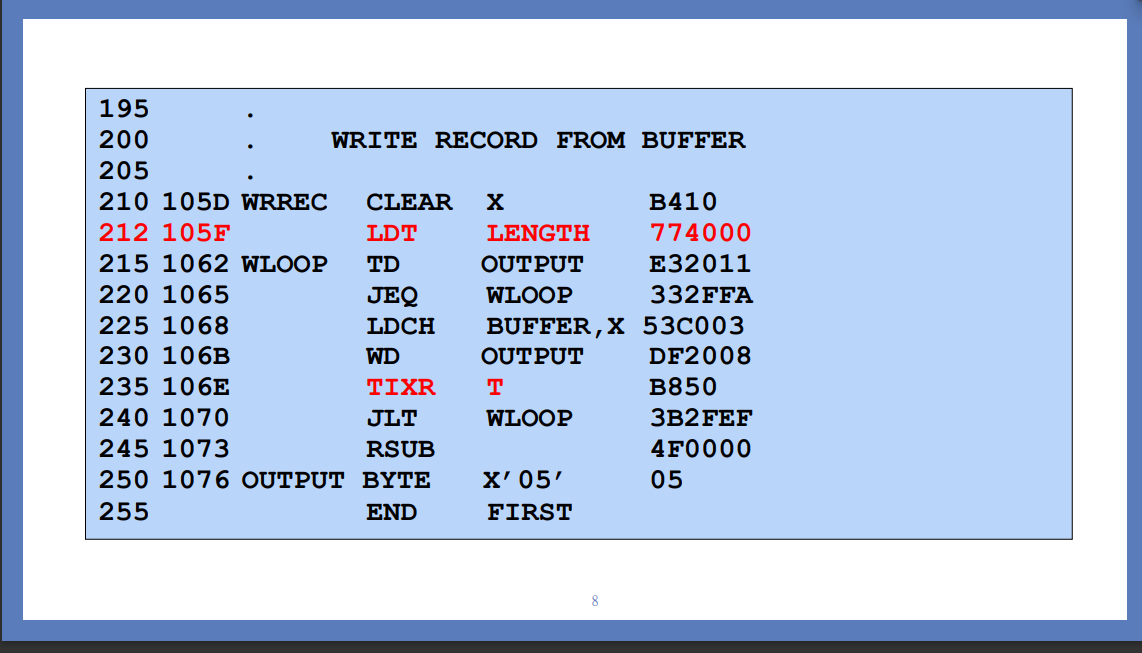 195 .
200 . WRITE RECORD FROM BUFFER
205 .
210 105D WRREC CLEAR X B410
212 105F LDT LENGTH 774000
215 1062 WLOOP TD OUTPUT E32011
220 1065 JEQ WLOOP 332FFA
225 1068 LDCH BUFFER,X 53C003
230 106B WD OUTPUT DF2008
235 106E TIXR T B850
240 1070 JLT WLOOP 3B2FEF
245 1073 RSUB 4F0000
250 1076 OUTPUT BYTE X′05′ 05
255 END FIRST
8